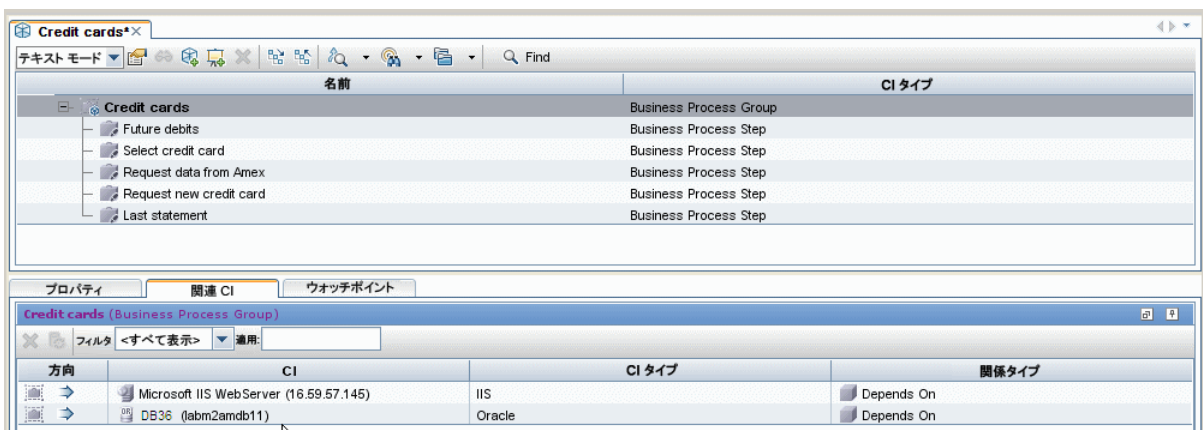 Credit cards*
テキスト モード Find
名前 CI タイプ
Credit cards Business Process Group
Future debits Business Process Step
Select credit card Business Process Step
Request data from Amex Business Process Step
Request new credit card Business Process Step
Last statement Business Process Step
プロパティ 関連 CI ウォッチポイント
Credit cards (Business Process Group)
フィルタ <すべて表示> 適用:
方向 CI CI タイプ 関係タイプ
Microsoft IIS WebServer (16.59.57.145) IIS Depends On
DB36 (labm2amdb11) Oracle Depends On